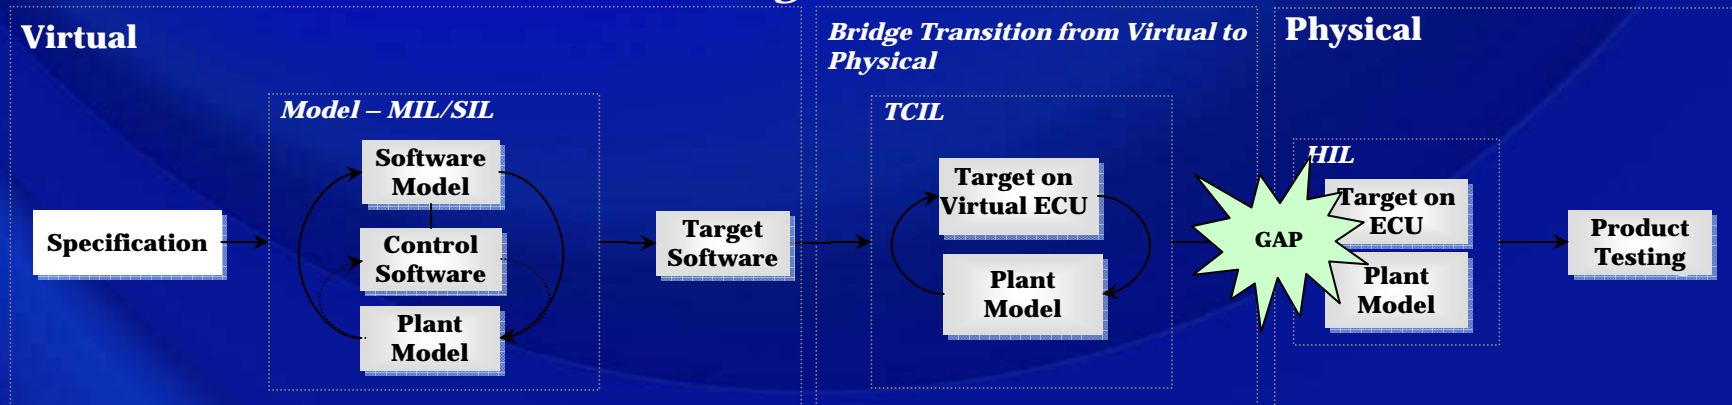 Virtual
Bridge Transition from Virtual to
Physical
Physical
Model – MIL/SIL
TCIL
HIL
Specification
Software
Model
Control
Software
Plant
Model
Target
Software
Target on
Virtual ECU
Plant
Model
GAP
Target on
ECU
Plant
Model
Product
Testing